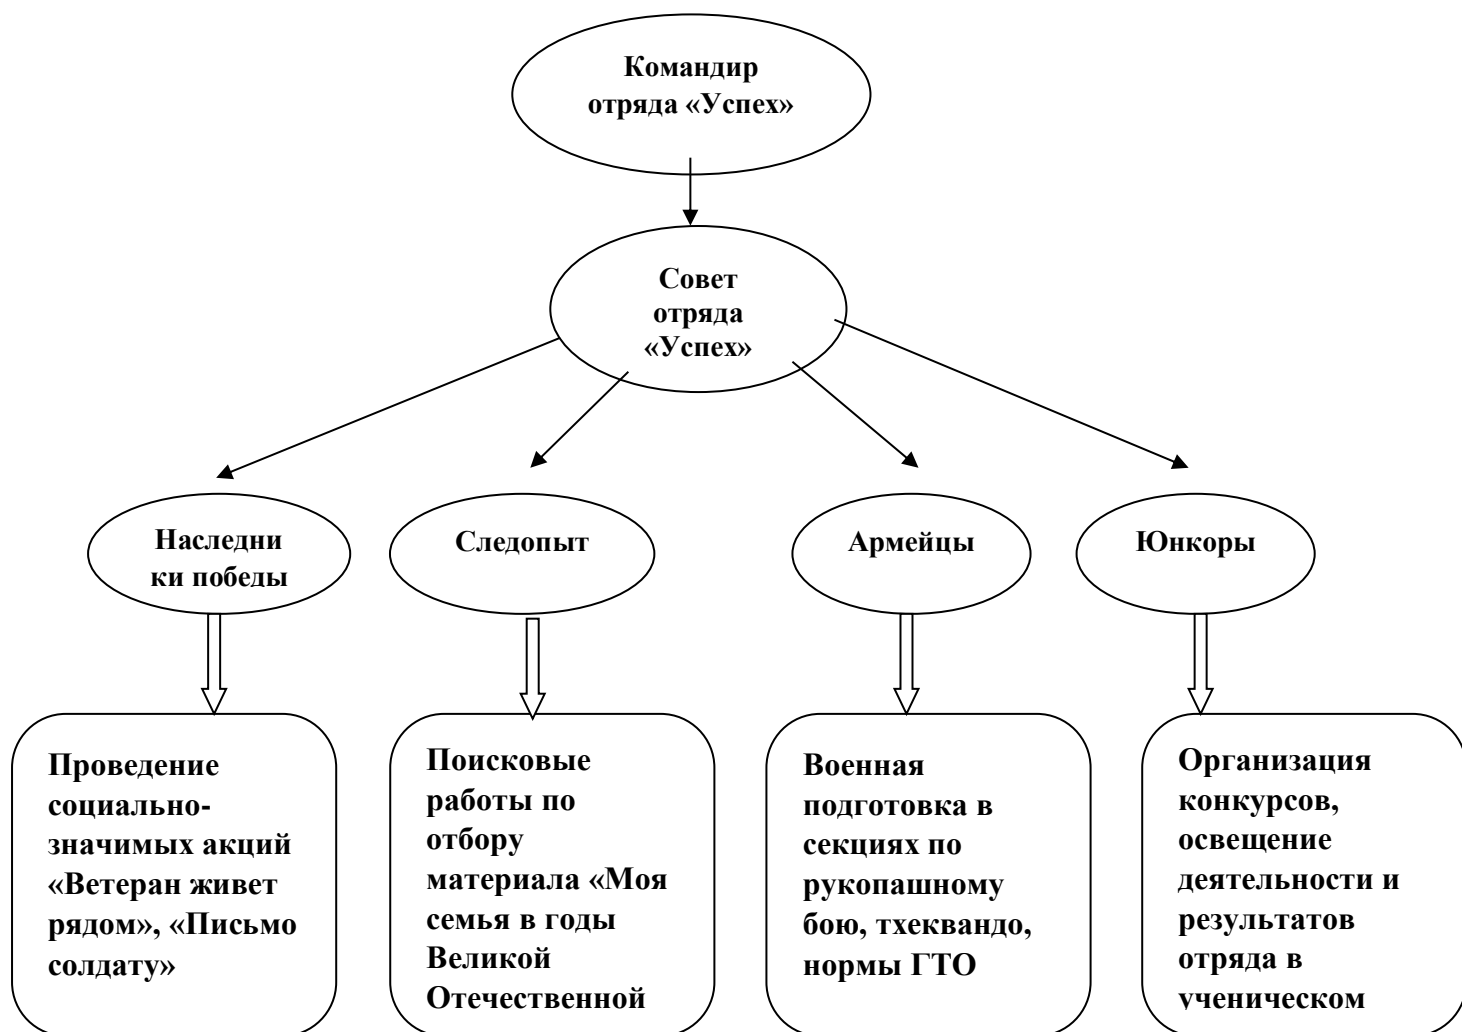 Командир
отряда «Успех»
Совет
отряда
«Успех»
Наследни
ки победы
Следопыт
Армейцы
Юнкоры
Проведение
социально-
значимых акций
«Ветеран живет
рядом», «Письмо
солдату»
Поисковые
работы по
отбору
материала «Моя
семья в годы
Великой
Отечественной
Военная
подготовка в
секциях по
рукопашному
бою, тхеквандо,
нормы ГТО
Организация
конкурсов,
освещение
деятельности и
результатов
отряда в
ученическом